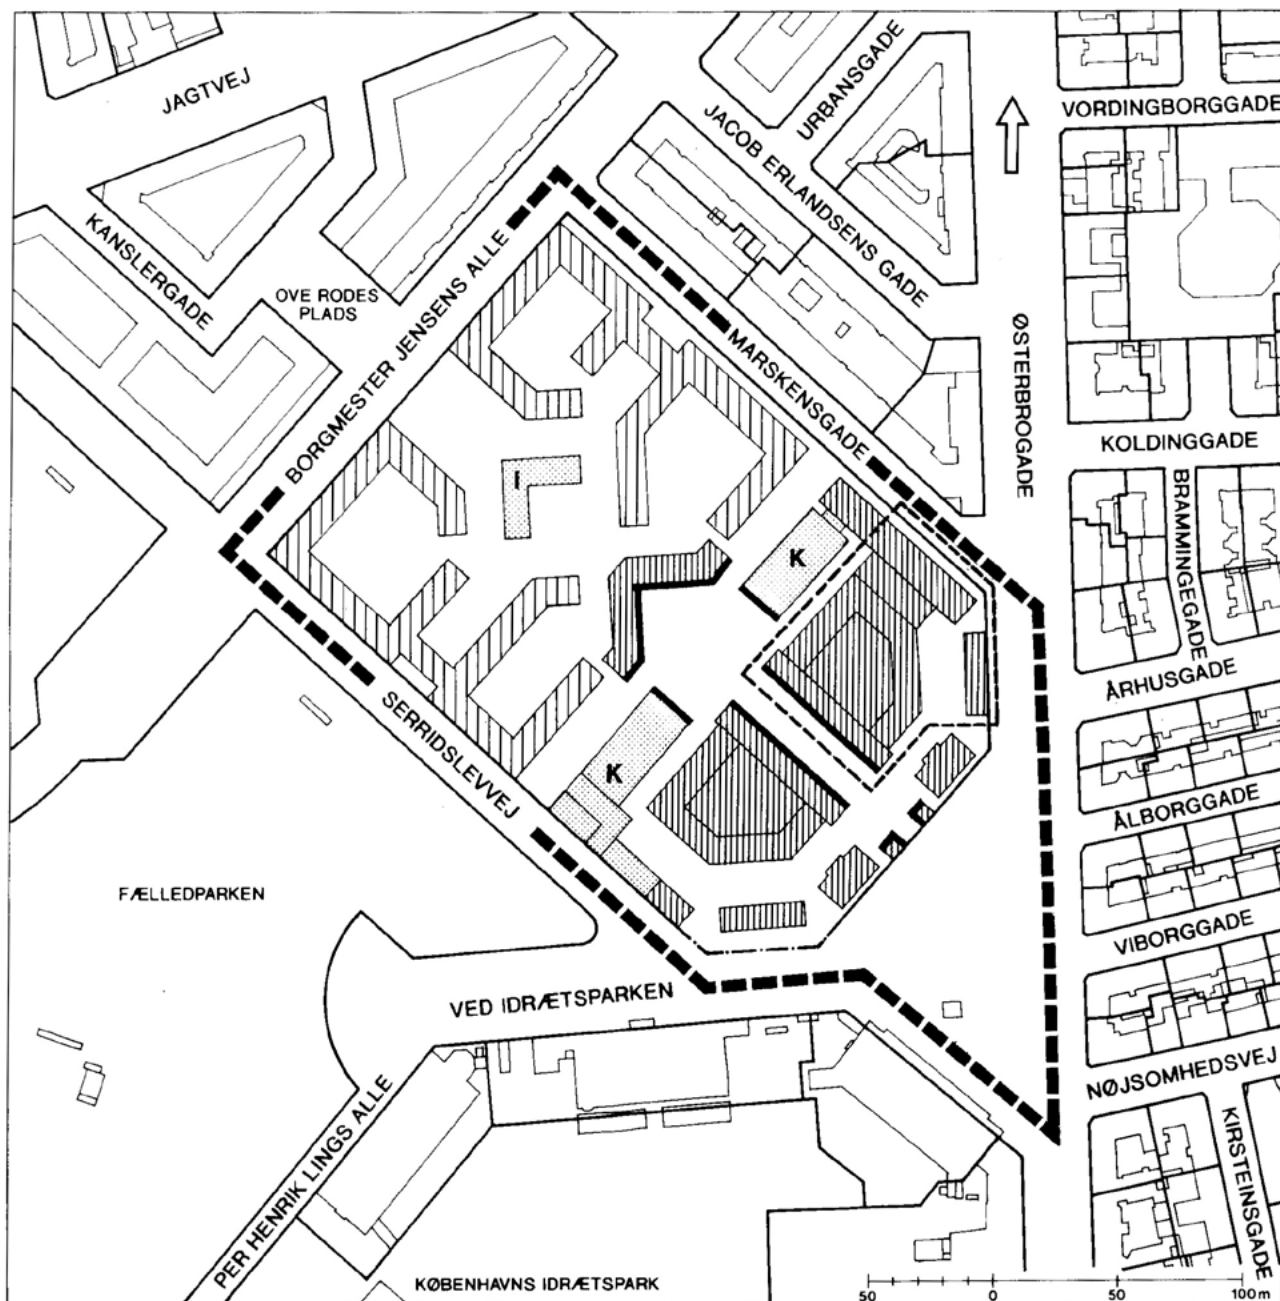 JAGTVEJ
URBANSGADE
VORDINGBORGGADE
JACOB ERLANDSENS GADE
KANSLERGADE
OVE RODES
PLADS
BORGMESTER JENSENS ALLE
MARSKENSGADE
ØSTERBROGADE
KOLDINGGADE
BRAMMINGEGADE
I
K
ÅRHUSGADE
SERRIDSLEVVEJ
K
ÅLBORGGADE
FÆLLEDPARKEN
VIBORGGADE
VED IDRÆTSPARKEN
NØJSOMHEDSVEJ
PER HENRIK LINGS ALLE
KIRSTEINSGADE
KØBENHAVNS IDRÆTSPARK
50 0 50 100 m